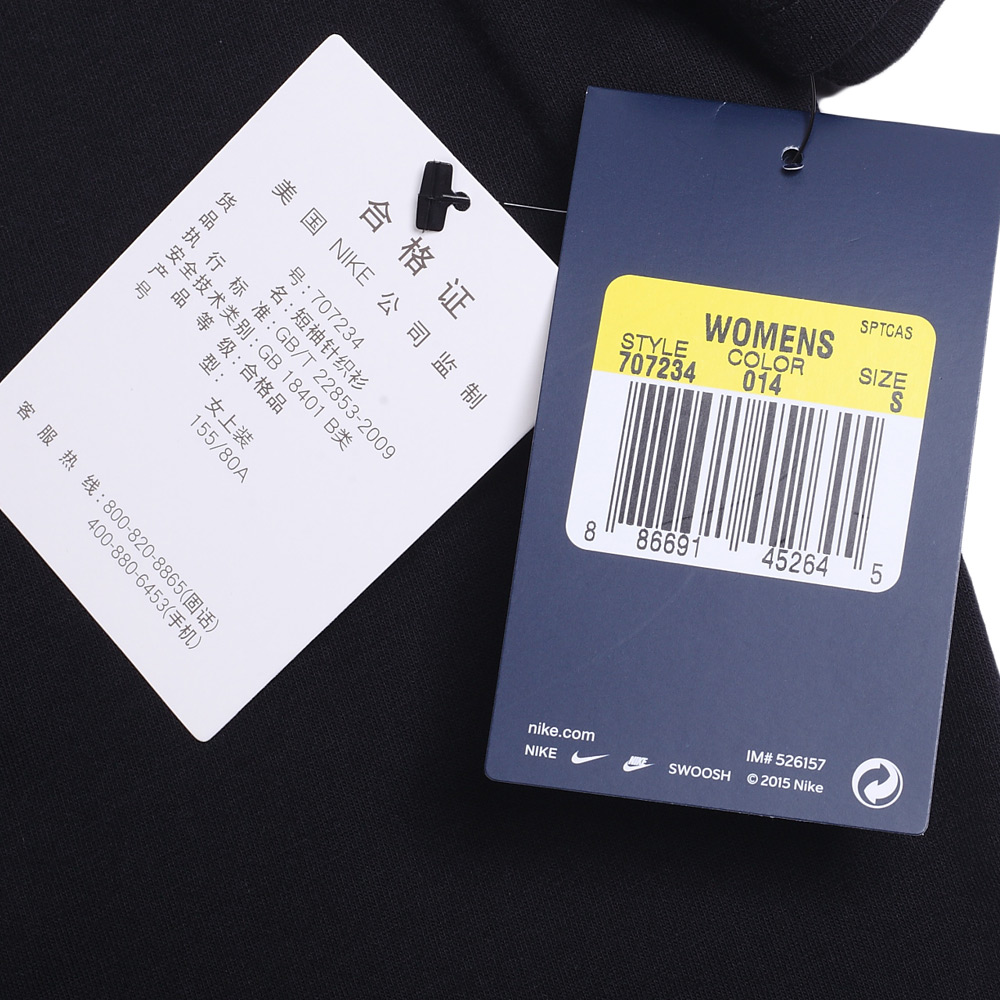 合格证
美国NIKE公司监制
货号:707234
品名:短袖针织衫
执行标准:GB/T 22853-2009
安全技术类别:GB 18401 B类
产品等级:合格品
号型:
女上装
155/80A
客服热线:800-820-8865(固话)
400-880-6453(手机)
WOMENS
SPTCAS
STYLE COLOR SIZE
707234 014 S
8 86691 45264 5
nike.com
NIKE NIKE SWOOSH
IM# 526157
© 2015 Nike